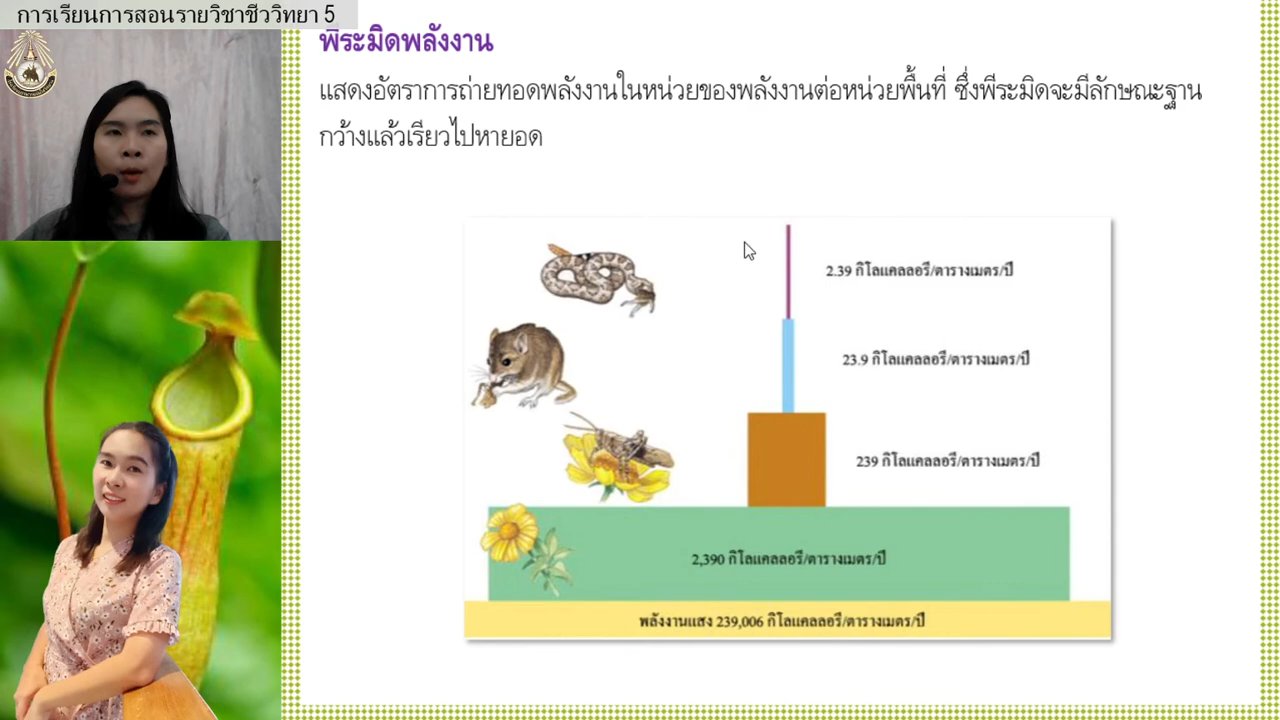 การเรียนการสอนรายวิชาชีววิทยา 5
พีระมิดพลังงาน
แสดงอัตราการถ่ายทอดพลังงานในหน่วยของพลังงานต่อหน่วยพื้นที่ ซึ่งพีระมิดจะมีลักษณะฐาน
กว้างแล้วเรียวไปหายอด
2.39 กิโลแคลลอรี/ตารางเมตร/ปี
23.9 กิโลแคลลอรี/ตารางเมตร/ปี
239 กิโลแคลลอรี/ตารางเมตร/ปี
2,390 กิโลแคลลอรี/ตารางเมตร/ปี
พลังงานแสง 239,006 กิโลแคลลอรี/ตารางเมตร/ปี